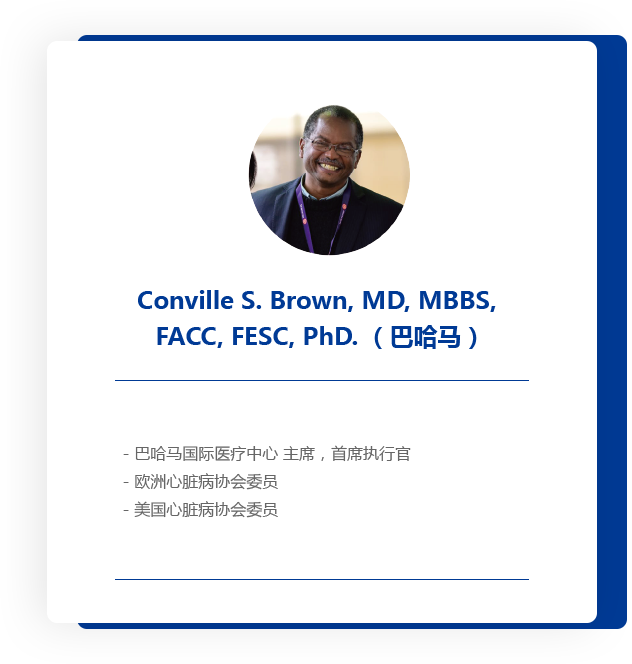 Conville S. Brown, MD, MBBS,
FACC, FESC, PhD.（巴哈马）
- 巴哈马国际医疗中心 主席，首席执行官
- 欧洲心脏病协会委员
- 美国心脏病协会委员